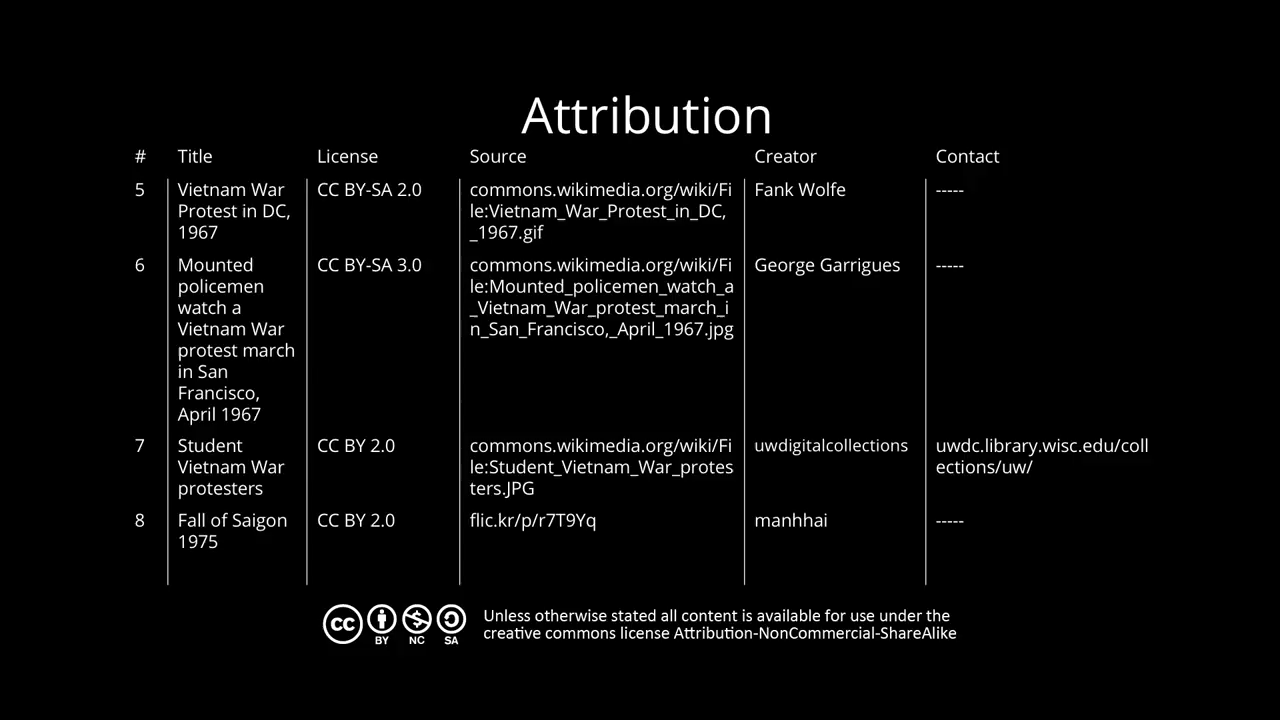 Attribution
# Title License Source Creator Contact
5 Vietnam War CC BY-SA 2.0 commons.wikimedia.org/wiki/Fi Fank Wolfe -----
Protest in DC, le:Vietnam_War_Protest_in_DC,
1967 _1967.gif
6 Mounted CC BY-SA 3.0 commons.wikimedia.org/wiki/Fi George Garrigues -----
policemen le:Mounted_policemen_watch_a
watch a _Vietnam_War_protest_march_i
Vietnam War n_San_Francisco,_April_1967.jpg
protest march
in San
Francisco,
April 1967
7 Student CC BY 2.0 commons.wikimedia.org/wiki/Fi uwdigitalcollections uwdc.library.wisc.edu/coll
Vietnam War le:Student_Vietnam_War_protes ections/uw/
protesters ters.JPG
8 Fall of Saigon CC BY 2.0 flic.kr/p/r7T9Yq manhhai -----
1975
cc BY NC SA
Unless otherwise stated all content is available for use under the
creative commons license Attribution-NonCommercial-ShareAlike